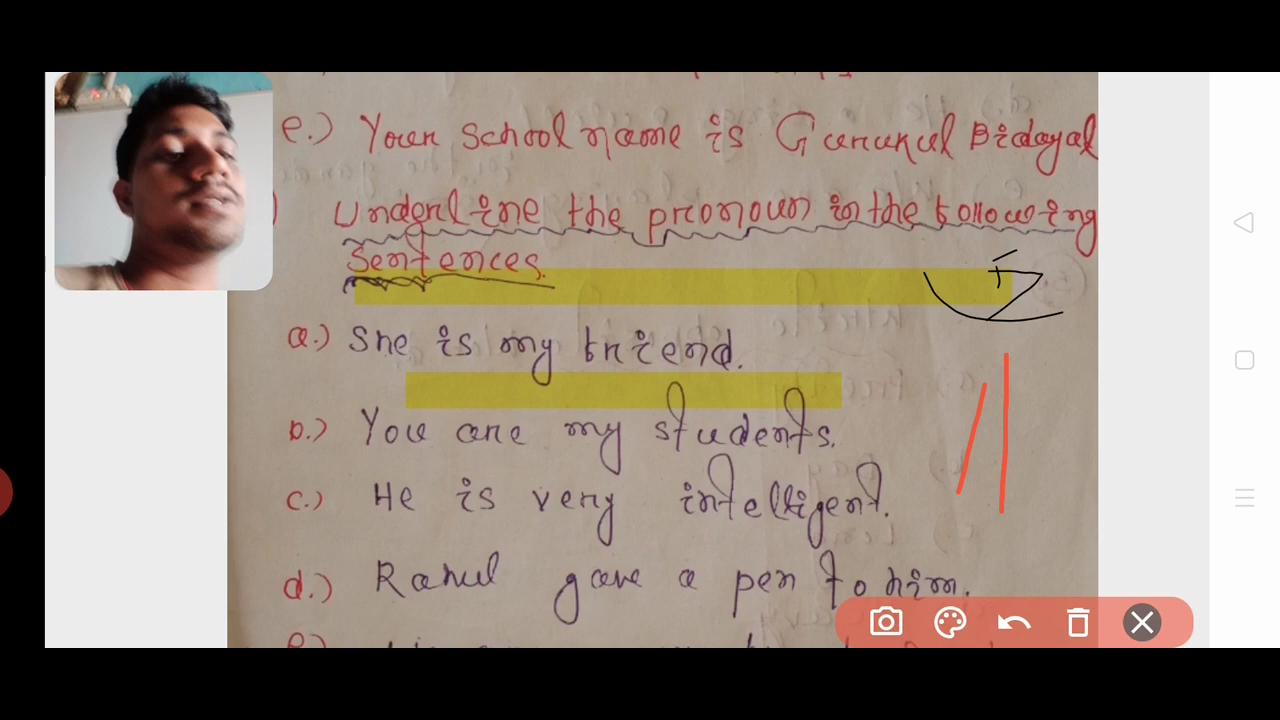 e.) Your School name is Gurukul Bidayal
) Underline the pronoun in the following
Sentences.
a.) She is my friend.
b.) You are my students.
c.) He is very intelligent.
d.) Rahul gave a pen to him.
e)